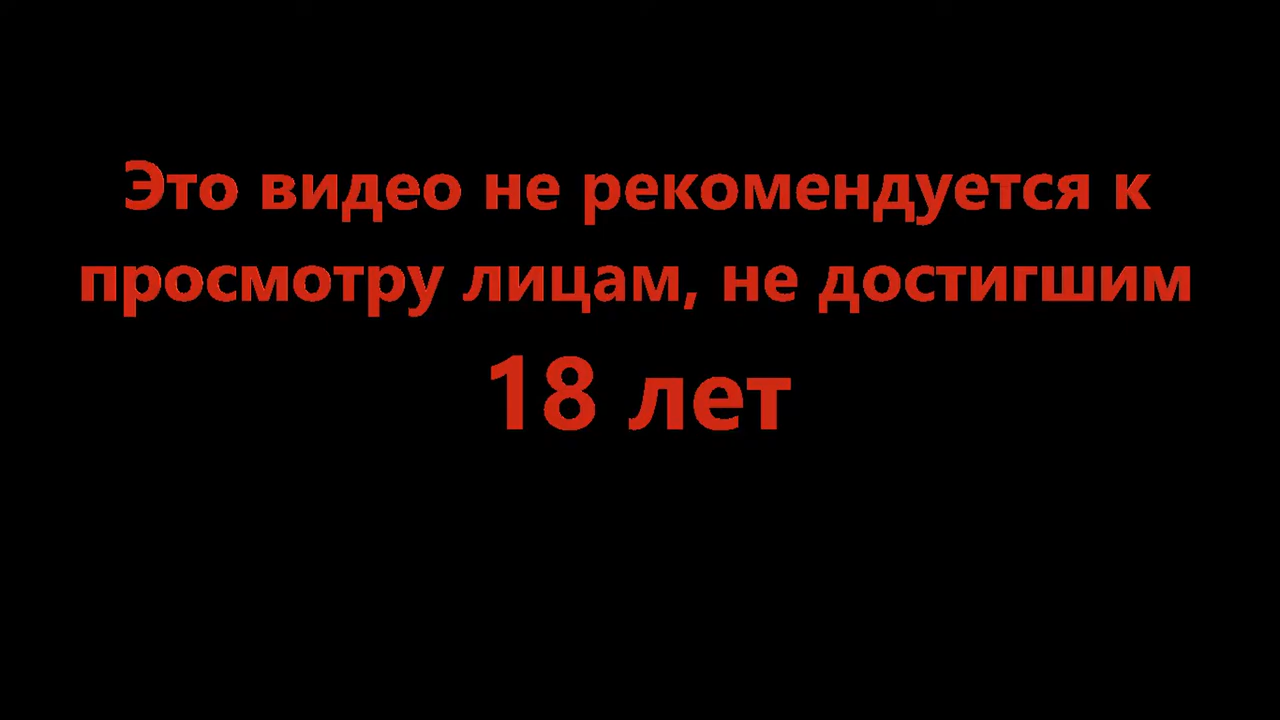 Это видео не рекомендуется к
просмотру лицам, не достигшим
18 лет